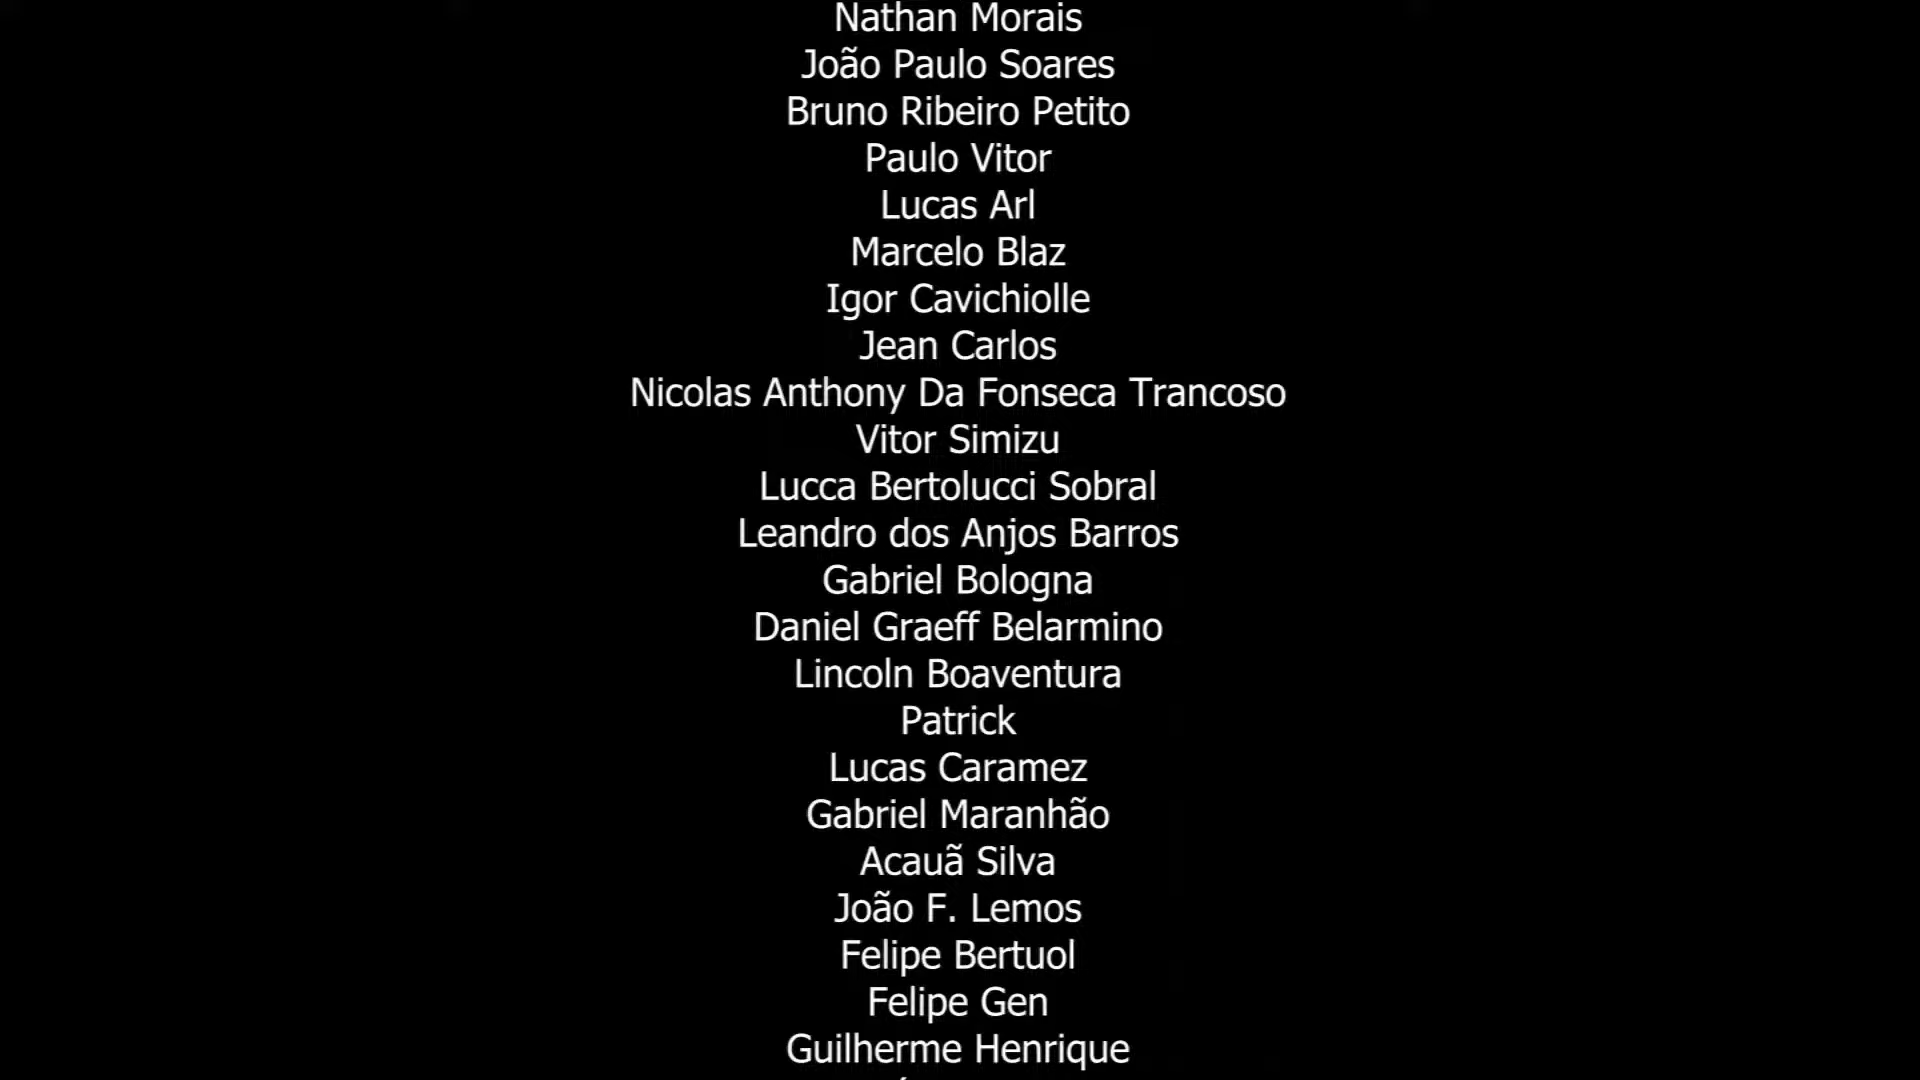 Nathan Morais
João Paulo Soares
Bruno Ribeiro Petito
Paulo Vitor
Lucas Arl
Marcelo Blaz
Igor Cavichiolle
Jean Carlos
Nicolas Anthony Da Fonseca Trancoso
Vitor Simizu
Lucca Bertolucci Sobral
Leandro dos Anjos Barros
Gabriel Bologna
Daniel Graeff Belarmino
Lincoln Boaventura
Patrick
Lucas Caramez
Gabriel Maranhão
Acauã Silva
João F. Lemos
Felipe Bertuol
Felipe Gen
Guilherme Henrique